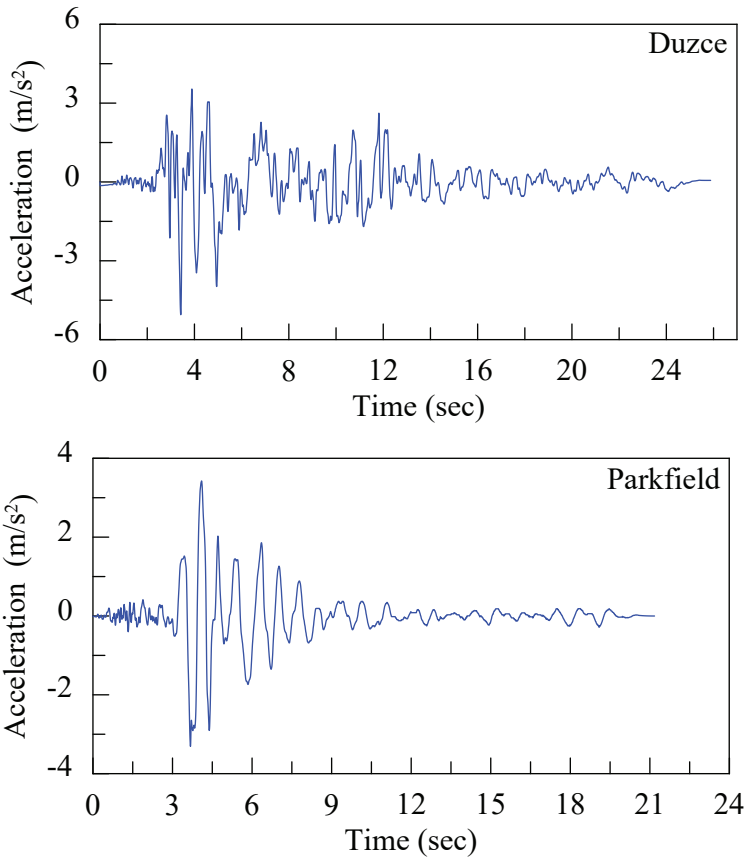 6
Duzce
3
0
-3
-6
Acceleration (m/s²)
0 4 8 12 16 20 24
Time (sec)
4
Parkfield
2
0
-2
-4
Acceleration (m/s²)
0 3 6 9 12 15 18 21 24
Time (sec)